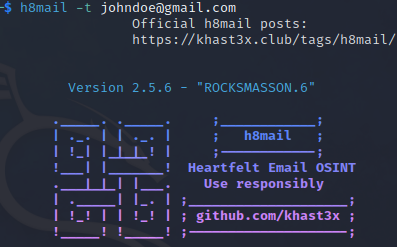 ~$ h8mail -t johndoe@gmail.com
Official h8mail posts:
https://khast3x.club/tags/h8mail/
Version 2.5.6 - "ROCKSMASSON.6"
h8mail
Heartfelt Email OSINT
Use responsibly
github.com/khast3x